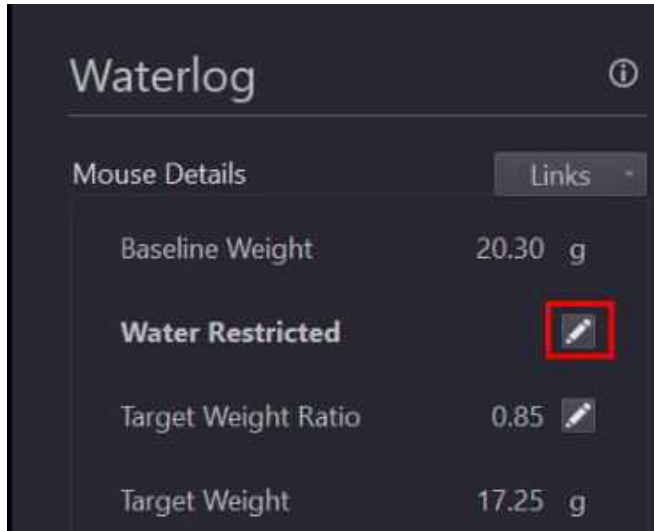 Waterlog
Mouse Details Links
Baseline Weight 20.30 g
Water Restricted
Target Weight Ratio 0.85
Target Weight 17.25 g